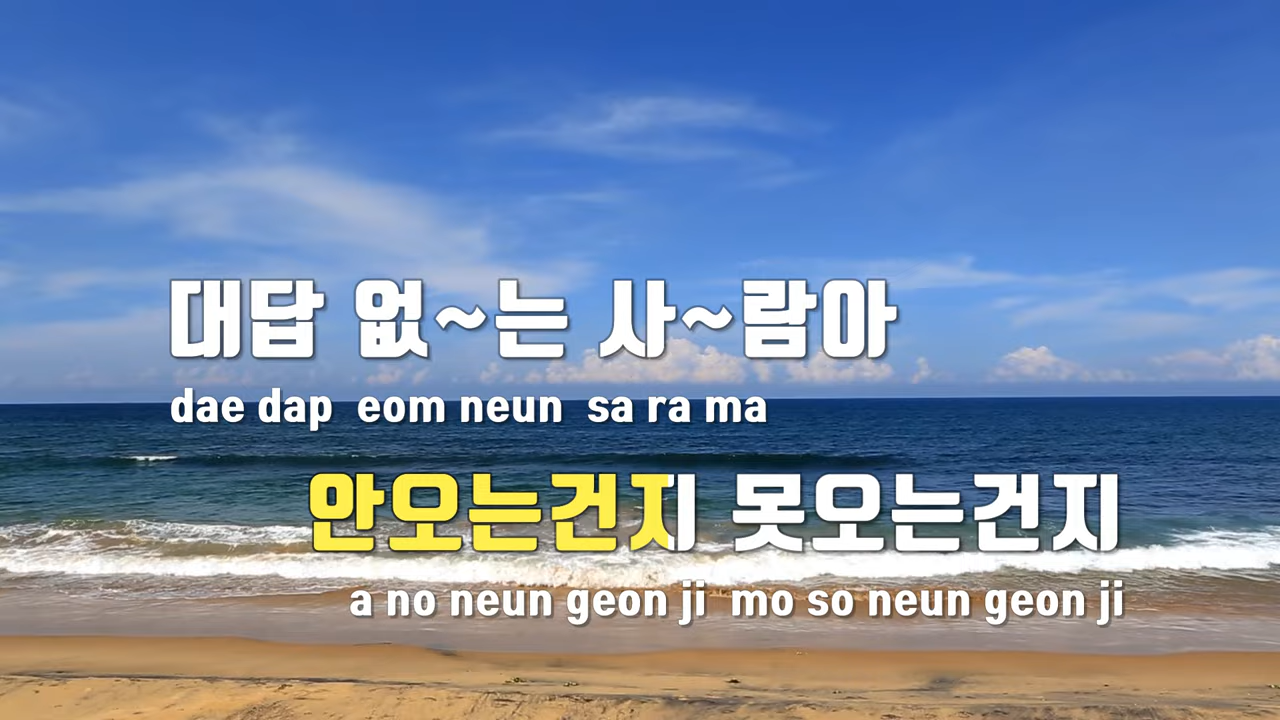 대답 없~는 사~람아
dae dap eom neun sa ra ma
안오는건지 못오는건지
a no neun geon ji mo so neun geon ji